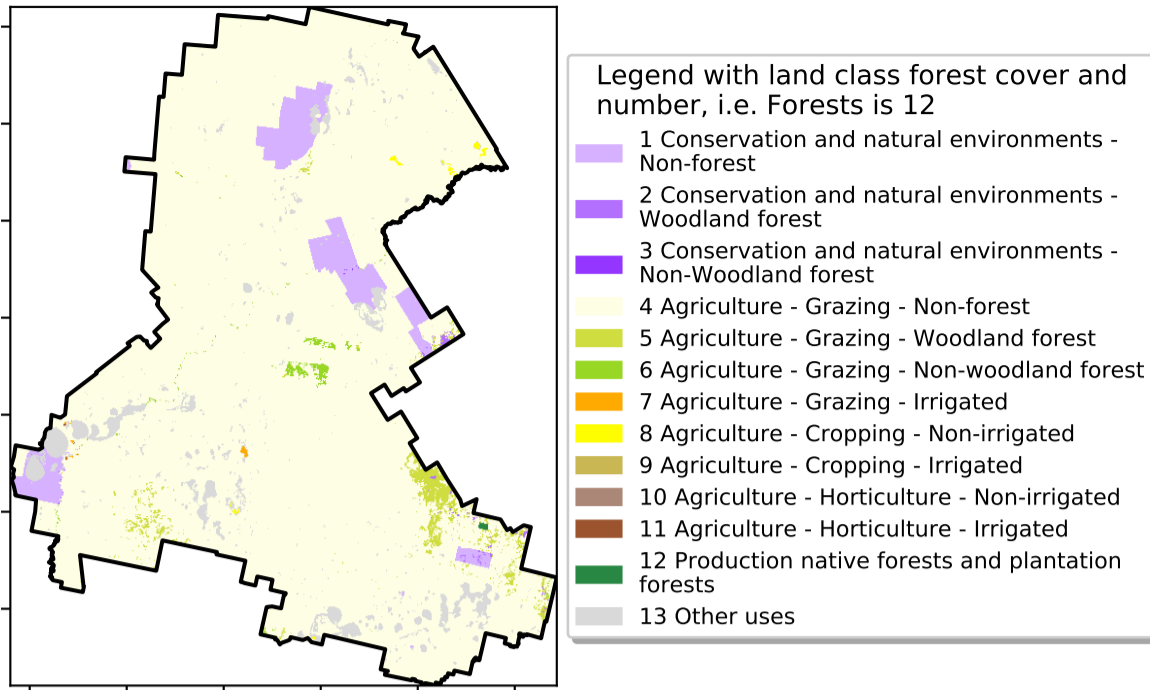 Legend with land class forest cover and
number, i.e. Forests is 12
1 Conservation and natural environments -
Non-forest
2 Conservation and natural environments -
Woodland forest
3 Conservation and natural environments -
Non-Woodland forest
4 Agriculture - Grazing - Non-forest
5 Agriculture - Grazing - Woodland forest
6 Agriculture - Grazing - Non-woodland forest
7 Agriculture - Grazing - Irrigated
8 Agriculture - Cropping - Non-irrigated
9 Agriculture - Cropping - Irrigated
10 Agriculture - Horticulture - Non-irrigated
11 Agriculture - Horticulture - Irrigated
12 Production native forests and plantation
forests
13 Other uses